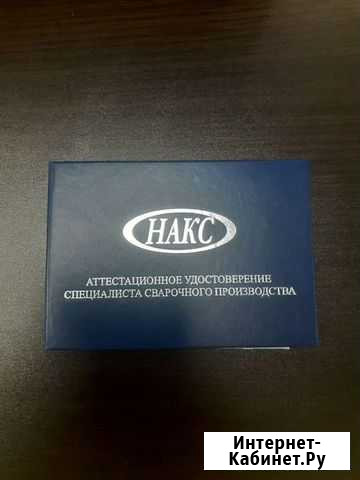 НАКС
АТТЕСТАЦИОННОЕ УДОСТОВЕРЕНИЕ
СПЕЦИАЛИСТА СВАРОЧНОГО ПРОИЗВОДСТВА
Интернет-
Кабинет.Ру